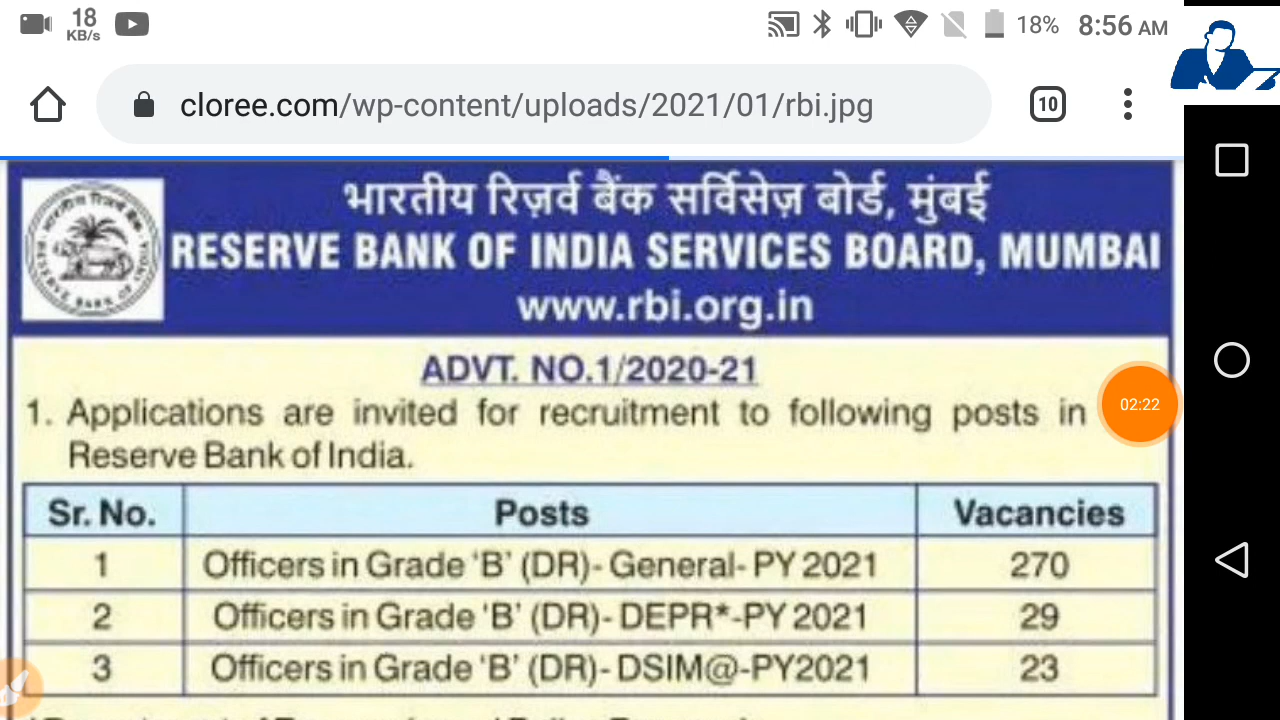 18
KB/s
18%
8:56 AM
cloree.com/wp-content/uploads/2021/01/rbi.jpg
10
भारतीय रिज़र्व बैंक सर्विसेज़ बोर्ड, मुंबई
RESERVE BANK OF INDIA SERVICES BOARD, MUMBAI
www.rbi.org.in
ADVT. NO.1/2020-21
1. Applications are invited for recruitment to following posts in
Reserve Bank of India.
02:22
Sr. No. Posts Vacancies
1 Officers in Grade 'B' (DR)- General- PY 2021 270
2 Officers in Grade 'B' (DR)- DEPR*-PY 2021 29
3 Officers in Grade 'B' (DR)- DSIM@-PY2021 23